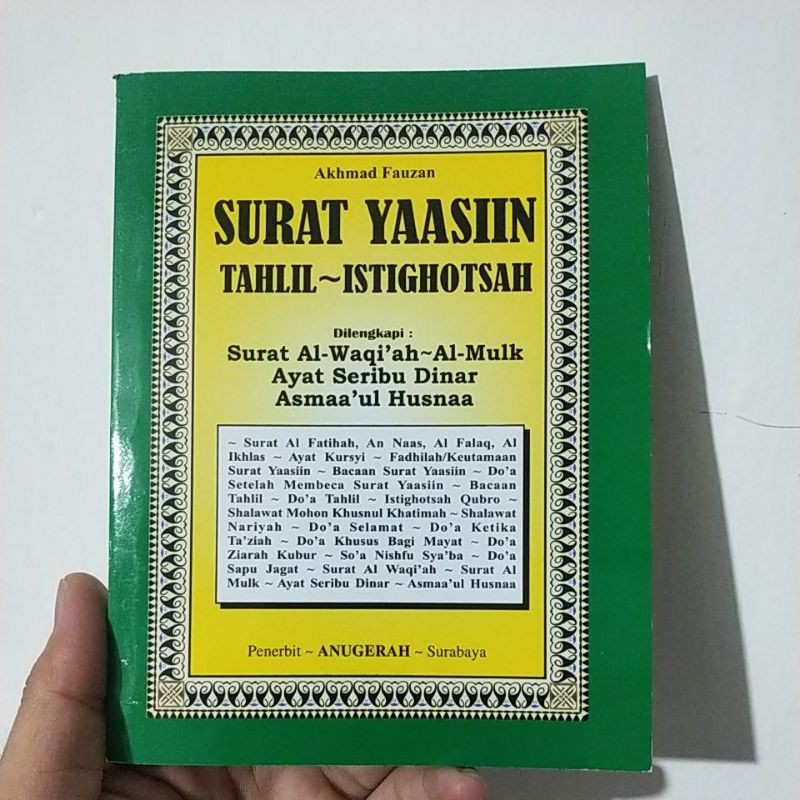 Akhmad Fauzan
SURAT YAASIIN
TAHLIL~ISTIGHOTSAH
Dilengkapi :
Surat Al-Waqi'ah~Al-Mulk
Ayat Seribu Dinar
Asmaa'ul Husnaa
~ Surat Al Fatihah, An Naas, Al Falaq, Al
Ikhlas ~ Ayat Kursyi ~ Fadhilah/Keutamaan
Surat Yaasiin ~ Bacaan Surat Yaasiin ~ Do'a
Setelah Membeca Surat Yaasiin ~ Bacaan
Tahlil ~ Do'a Tahlil ~ Istighotsah Qubro ~
Shalawat Mohon Khusnul Khatimah ~ Shalawat
Nariyah ~ Do'a Selamat ~ Do'a Ketika
Ta'ziah ~ Do'a Khusus Bagi Mayat ~ Do'a
Ziarah Kubur ~ So'a Nishfu Sya'ba ~ Do'a
Sapu Jagat ~ Surat Al Waqi'ah ~ Surat Al
Mulk ~ Ayat Seribu Dinar ~ Asmaa'ul Husnaa
Penerbit ~ ANUGERAH ~ Surabaya